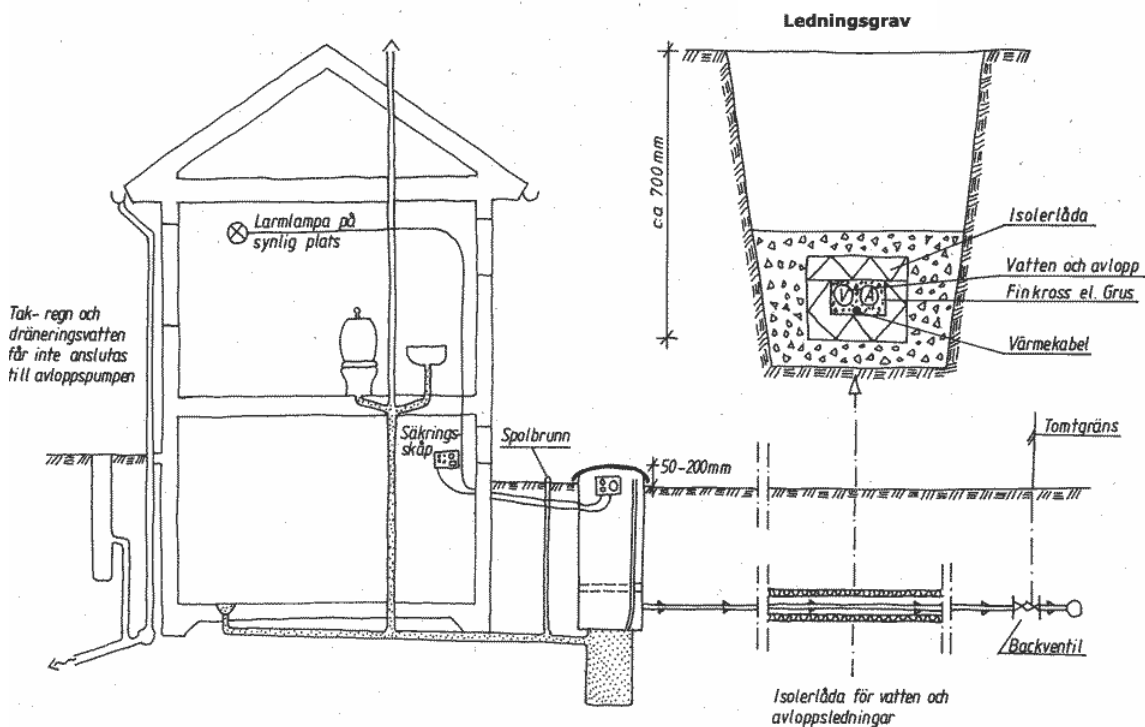 Ledningsgrav
ca 700 mm
Isolerlåda
Vatten och avlopp
Finkross el. Grus
Värmekabel
V A
Larmlampa på
synlig plats
Tak- regn och
dräneringsvatten
får inte anslutas
till avloppspumpen
Säkrings-
skåp
Spolbrunn
50-200mm
Tomtgräns
Backventil
Isolerlåda för vatten och
avloppsledningar